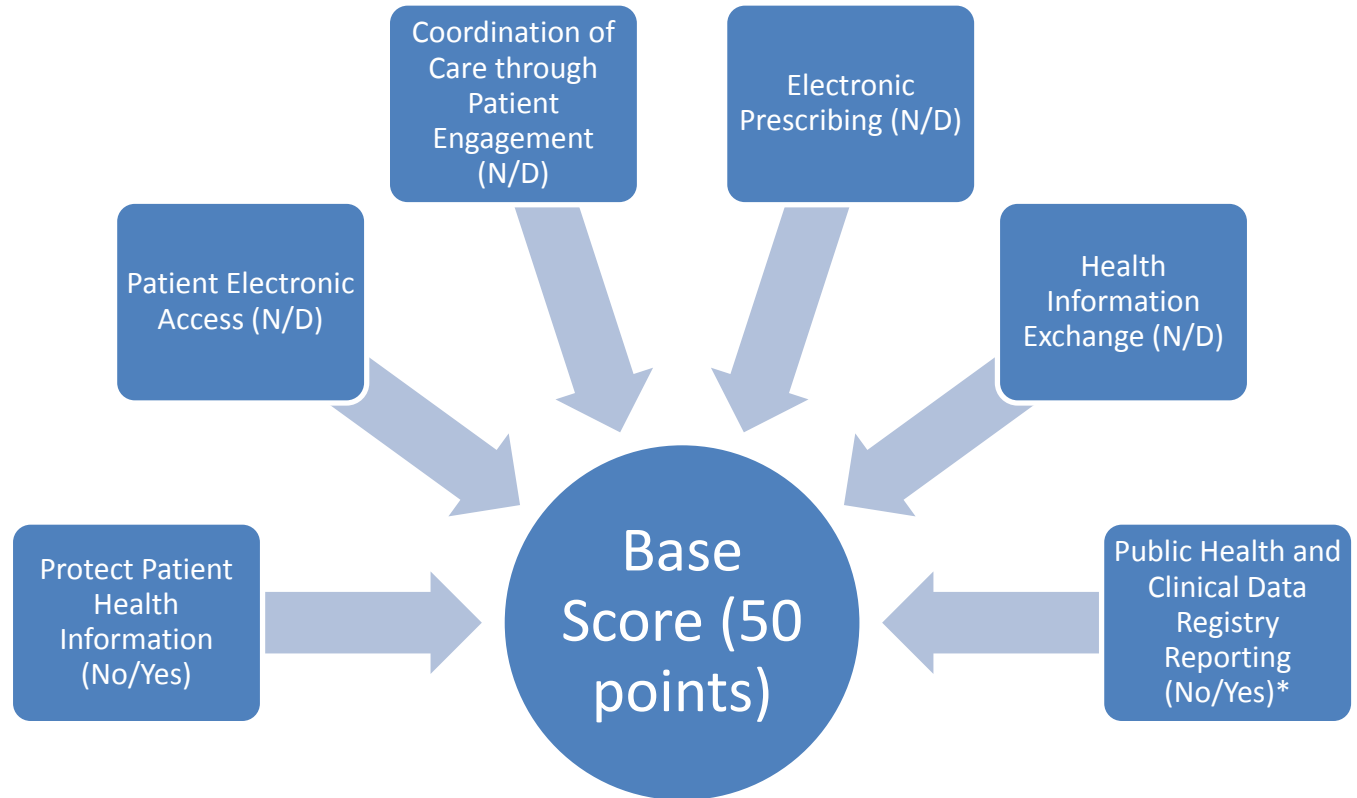 Coordination of
Care through
Patient
Engagement
(N/D)
Electronic
Prescribing (N/D)
Patient Electronic
Access (N/D)
Health
Information
Exchange (N/D)
Protect Patient
Health
Information
(No/Yes)
Base
Score (50
points)
Public Health and
Clinical Data
Registry
Reporting
(No/Yes)*